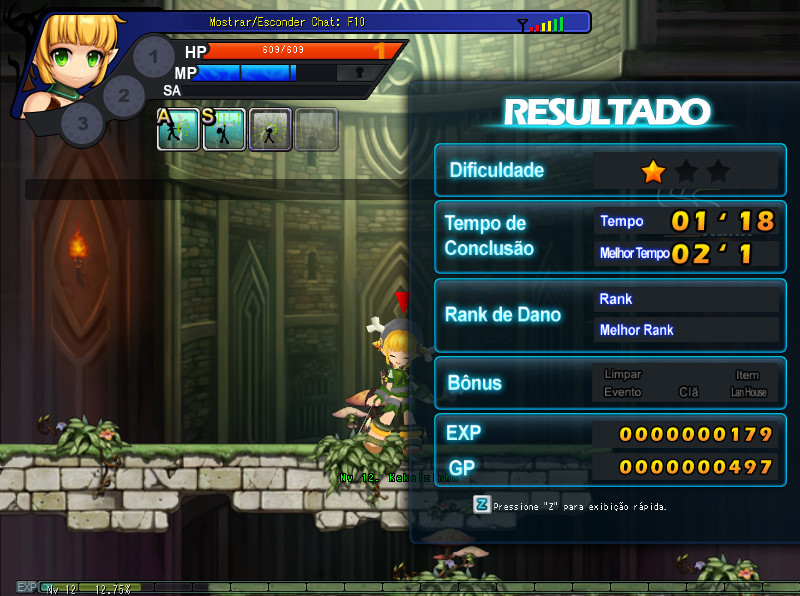 Mostrar/Esconder Chat: F10
HP 609/609 1
MP
SA
1
2
3
A S
RESULTADO
Dificuldade
Tempo de Conclusão
Tempo 01 ' 18
Melhor Tempo 02 ' 1
Rank de Dano
Rank
Melhor Rank
Bônus
Limpar Evento
Clã
Item Lan House
EXP 0000000179
GP 0000000497
Nv 12.
Z Pressione "Z" para exibição rápida.
EXP Nv 12 12.75%